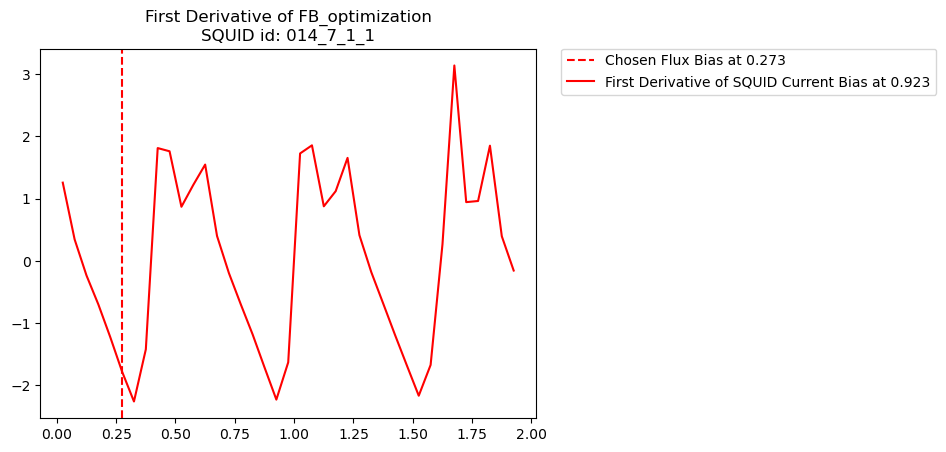 First Derivative of FB_optimization
SQUID id: 014_7_1_1
Chosen Flux Bias at 0.273
First Derivative of SQUID Current Bias at 0.923
3
2
1
0
−1
−2
0.00 0.25 0.50 0.75 1.00 1.25 1.50 1.75 2.00